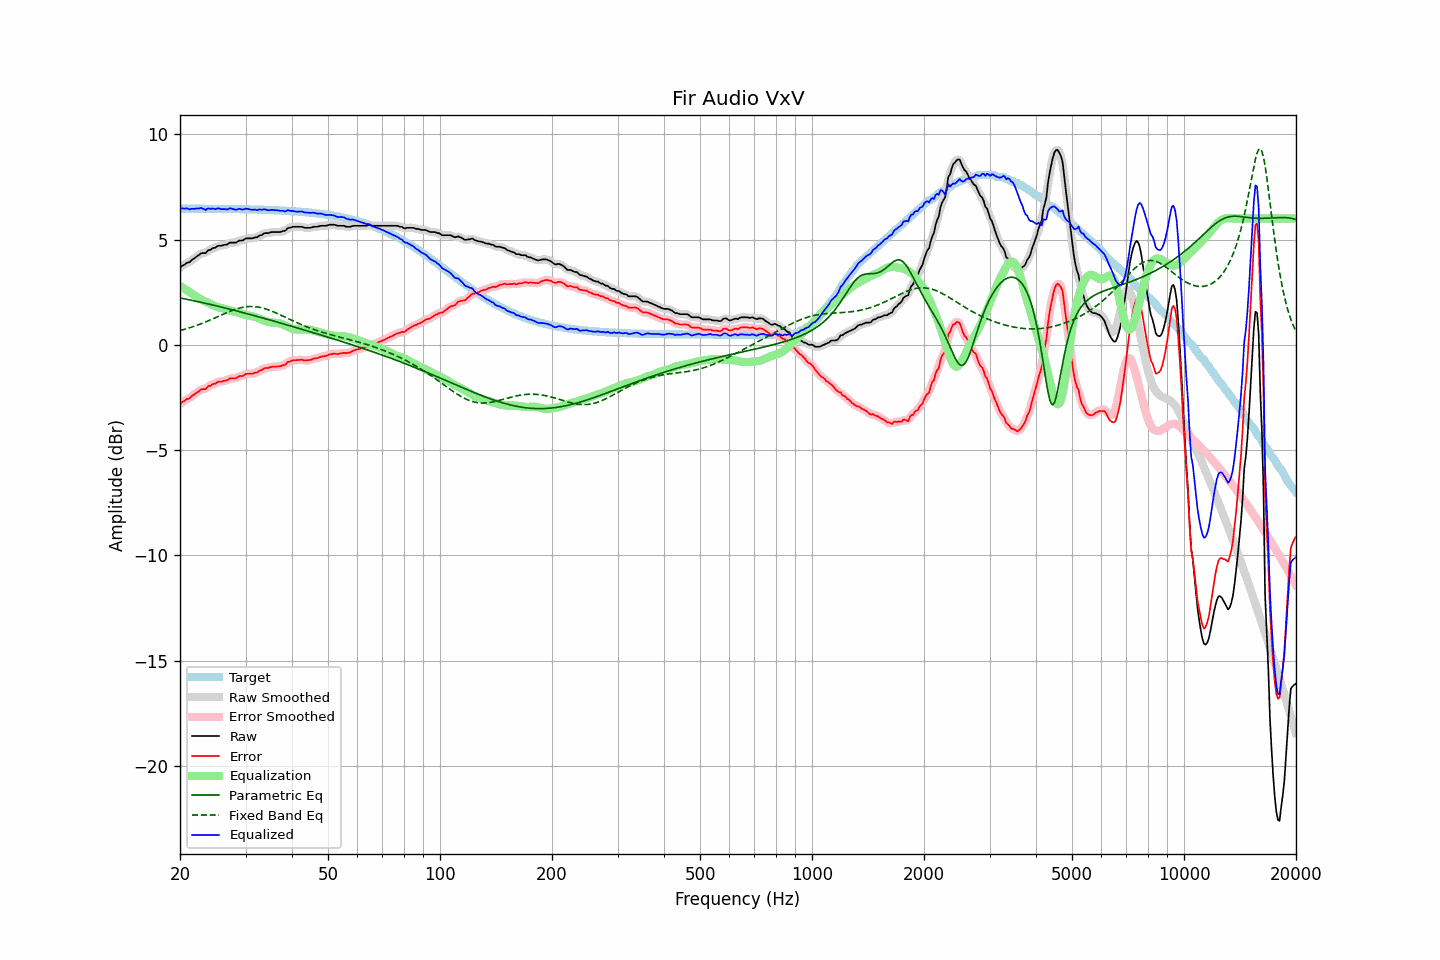 Fir Audio VxV
Amplitude (dBr)
10
5
0
−5
−10
−15
−20
Target
Raw Smoothed
Error Smoothed
Raw
Error
Equalization
Parametric Eq
Fixed Band Eq
Equalized
20 50 100 200 500 1000 2000 5000 10000 20000
Frequency (Hz)